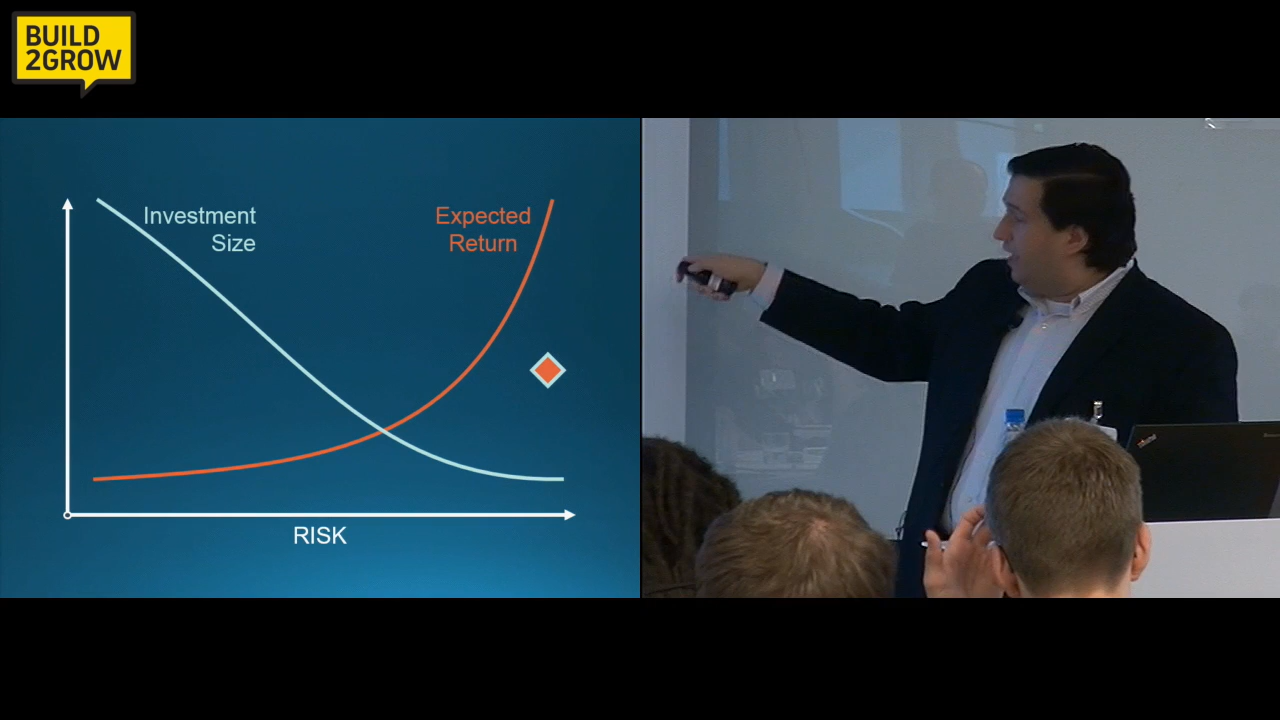 BUILD
2GROW
Investment
Size
Expected
Return
RISK